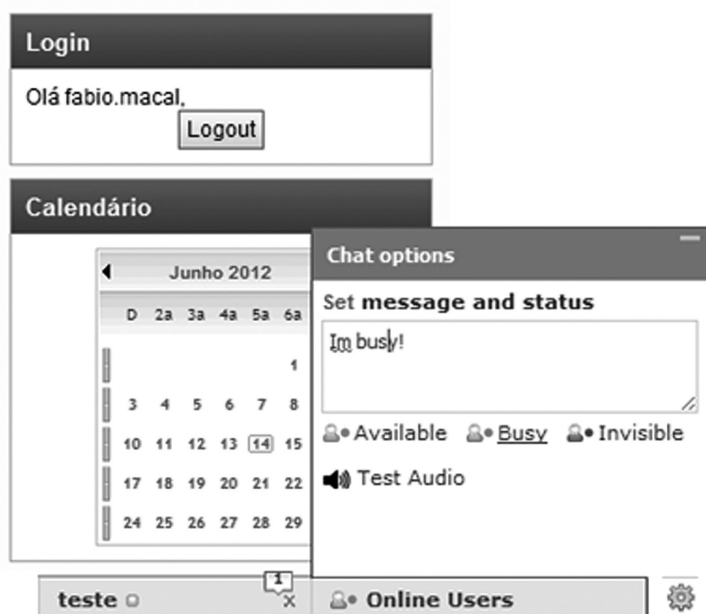 Login
Olá fabio.macal,
Logout
Calendário
Junho 2012
D 2a 3a 4a 5a 6a
1
3 4 5 6 7 8
10 11 12 13 14 15
17 18 19 20 21 22
24 25 26 27 28 29
Chat options
Set message and status
Im busy!
Available Busy Invisible
Test Audio
teste 1 x
Online Users